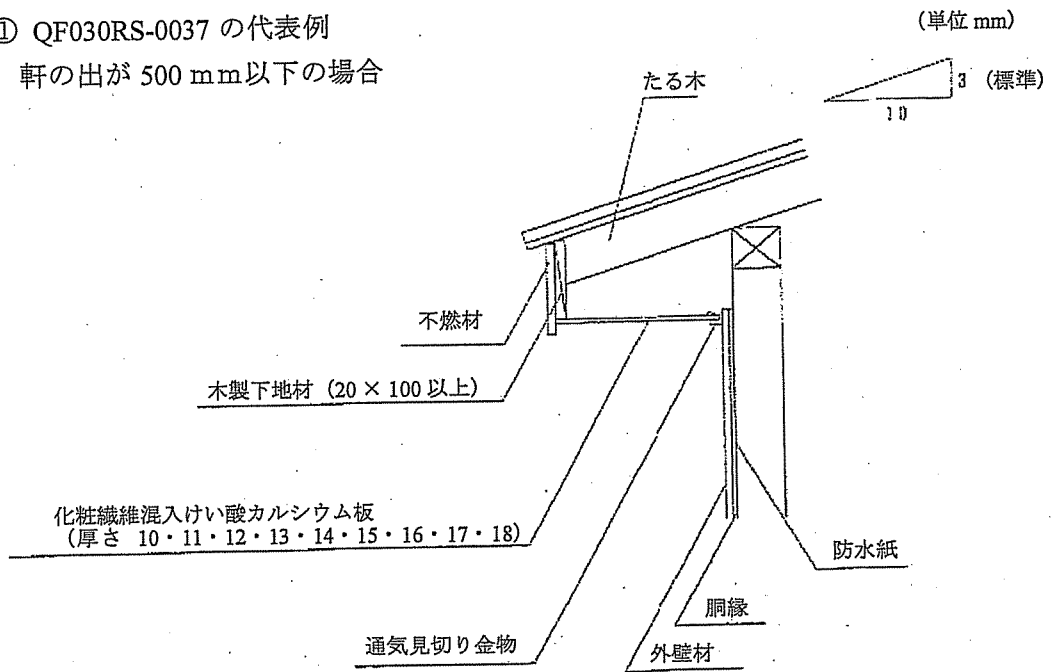 ① QF030RS-0037 の代表例
(単位 mm)
軒の出が 500 mm以下の場合
たる木
3 (標準)
10
不燃材
木製下地材 (20 × 100 以上)
化粧繊維混入けい酸カルシウム板
(厚さ 10・11・12・13・14・15・16・17・18)
防水紙
胴縁
通気見切り金物
外壁材